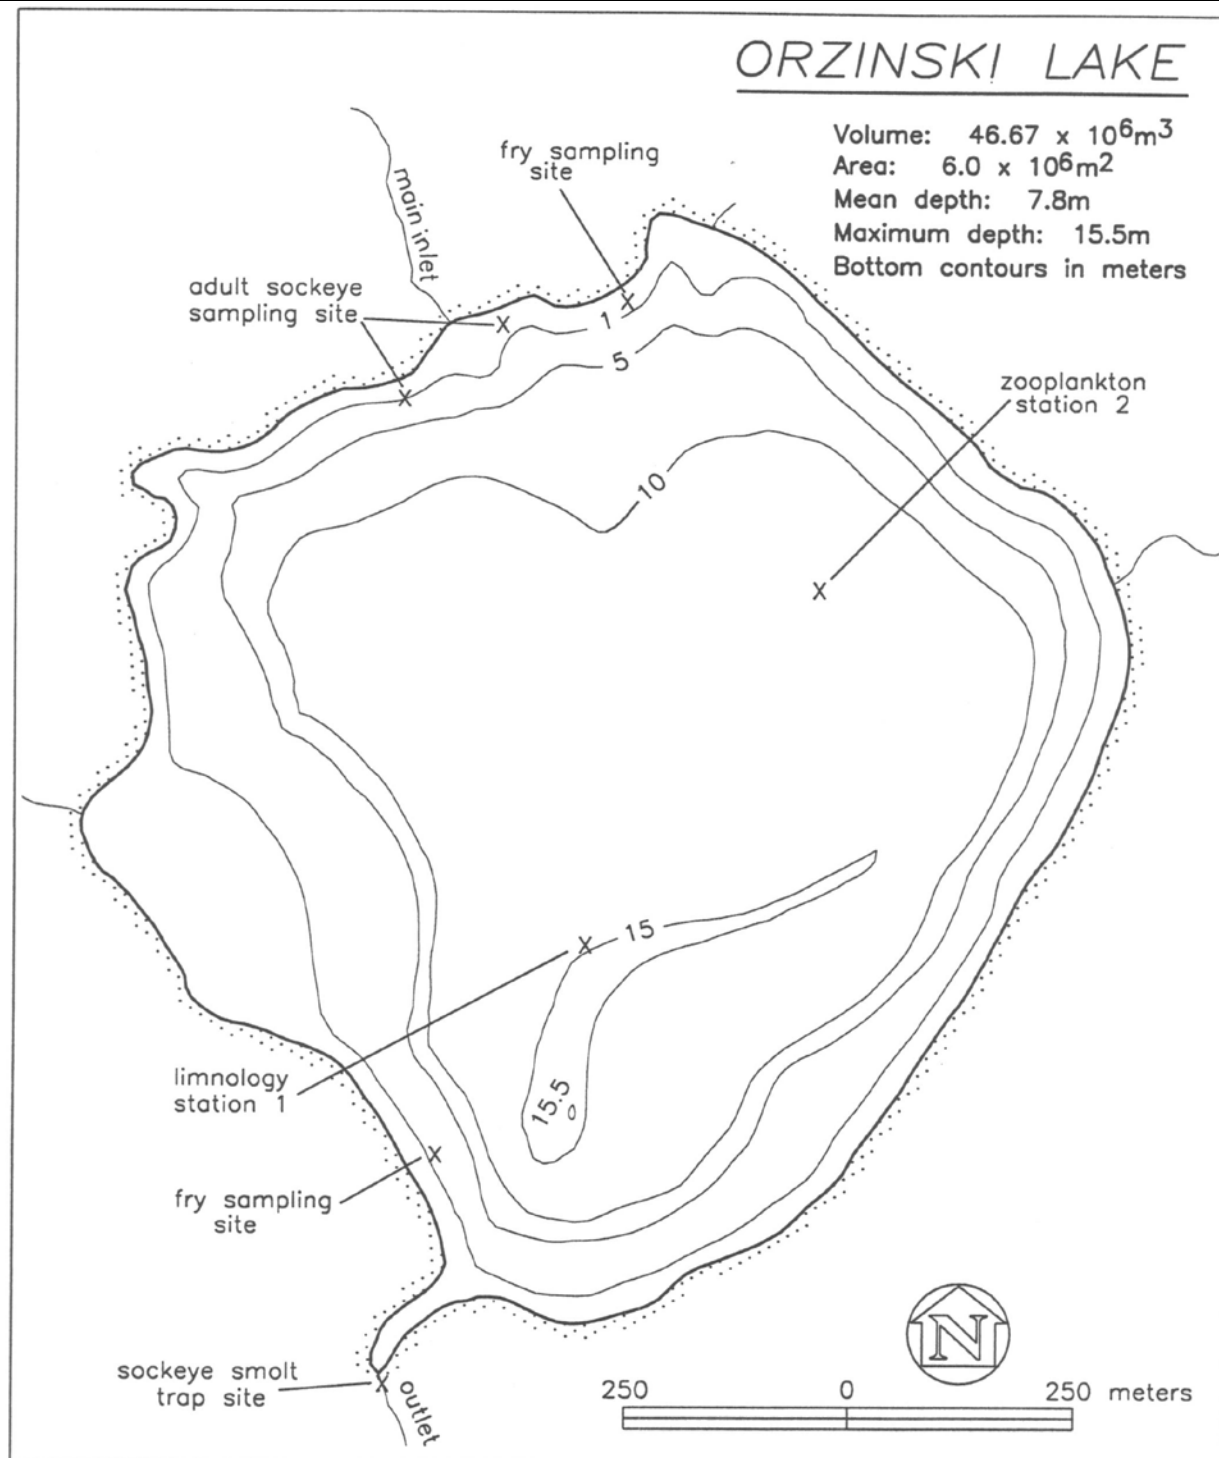 ORZINSKI LAKE
Volume: 46.67 x 10⁶m³
Area: 6.0 x 10⁶m²
Mean depth: 7.8m
Maximum depth: 15.5m
Bottom contours in meters
fry sampling
site
main inlet
adult sockeye
sampling site
1
5
zooplankton
station 2
10
15
limnology
station 1
15.5
fry sampling
site
sockeye smolt
trap site
outlet
N
250 0 250 meters